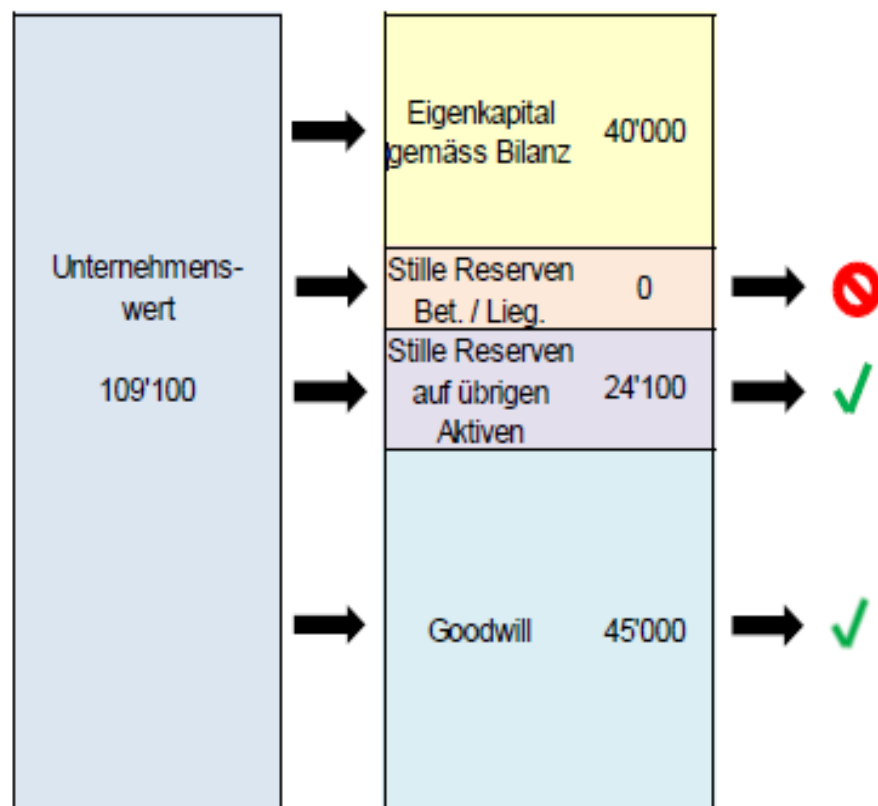 Unternehmens-
wert
109'100
Eigenkapital
gemäss Bilanz 40'000
Stille Reserven
Bet. / Lieg. 0
Stille Reserven
auf übrigen 24'100
Aktiven
Goodwill 45'000